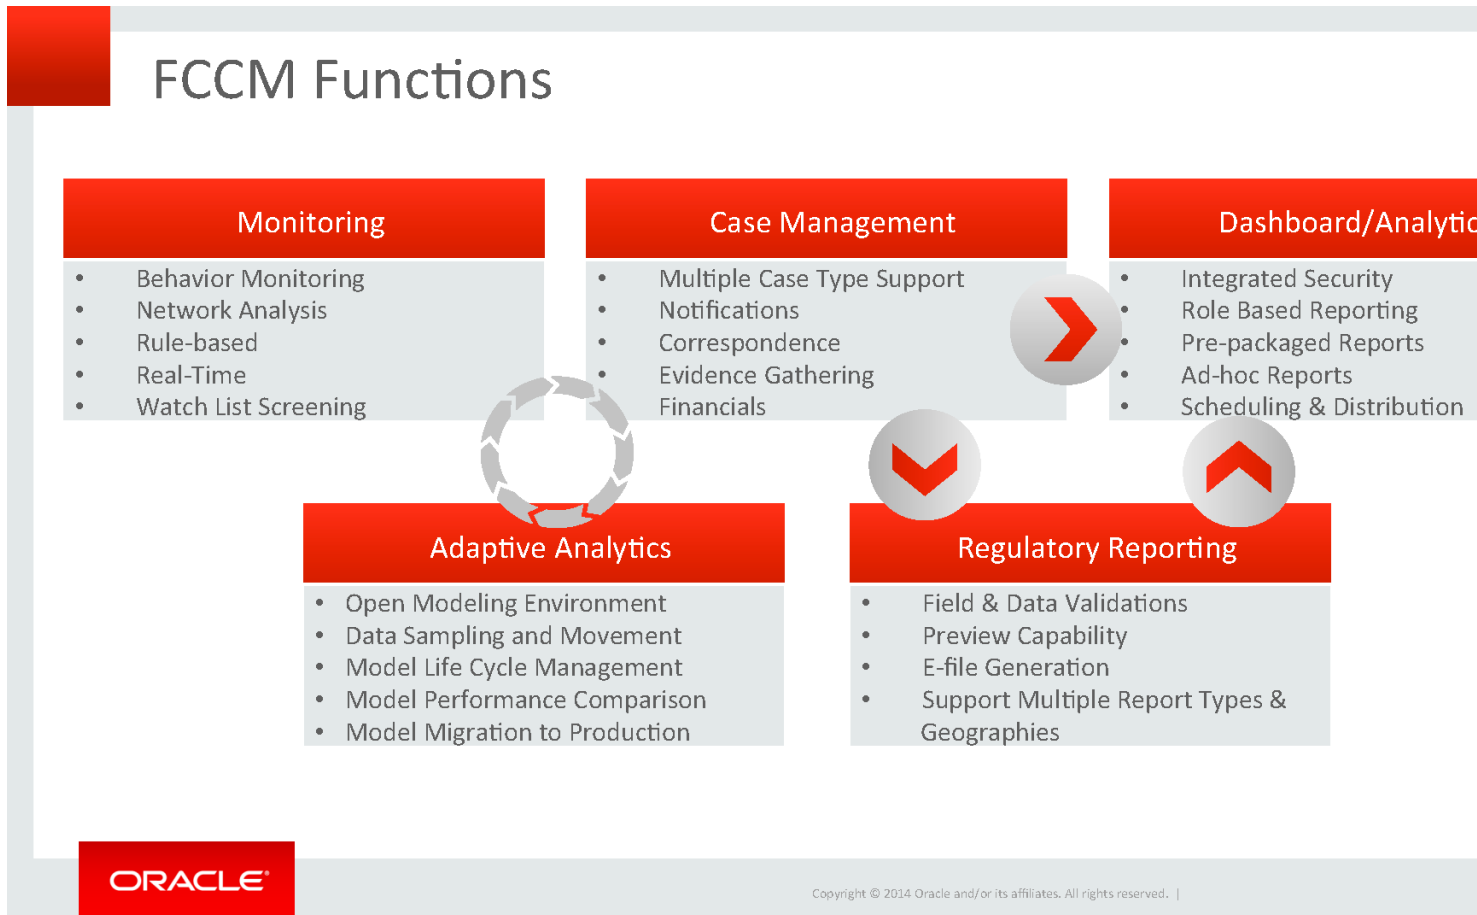 FCCM Functions
Monitoring
• Behavior Monitoring
• Network Analysis
• Rule-based
• Real-Time
• Watch List Screening
Case Management
• Multiple Case Type Support
• Notifications
• Correspondence
• Evidence Gathering
Financials
Dashboard/Analytic
• Integrated Security
• Role Based Reporting
• Pre-packaged Reports
• Ad-hoc Reports
• Scheduling & Distribution
Adaptive Analytics
• Open Modeling Environment
• Data Sampling and Movement
• Model Life Cycle Management
• Model Performance Comparison
• Model Migration to Production
Regulatory Reporting
• Field & Data Validations
• Preview Capability
• E-file Generation
• Support Multiple Report Types &
Geographies
ORACLE®
Copyright © 2014 Oracle and/or its affiliates. All rights reserved. |